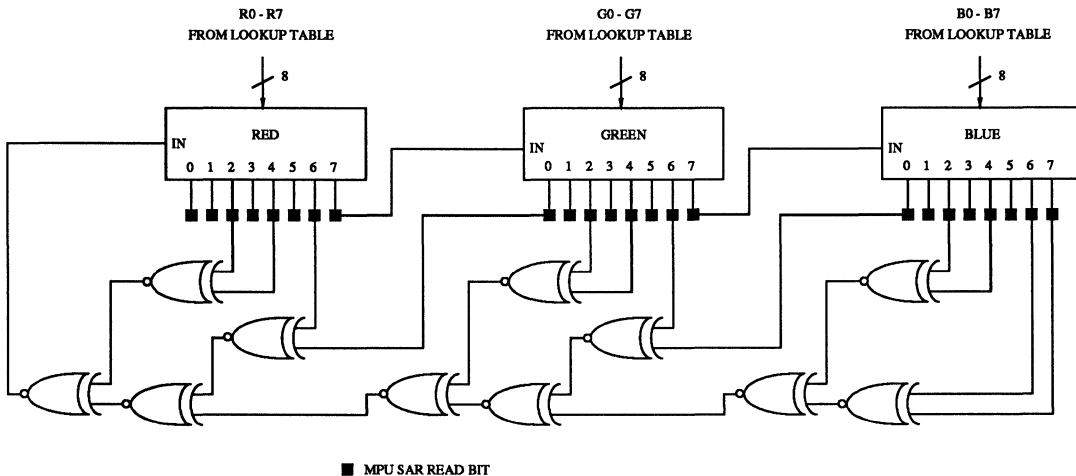 R0 - R7
FROM LOOKUP TABLE
8
G0 - G7
FROM LOOKUP TABLE
8
B0 - B7
FROM LOOKUP TABLE
8
RED
IN
0 1 2 3 4 5 6 7
GREEN
IN
0 1 2 3 4 5 6 7
BLUE
IN
0 1 2 3 4 5 6 7
MPU SAR READ BIT